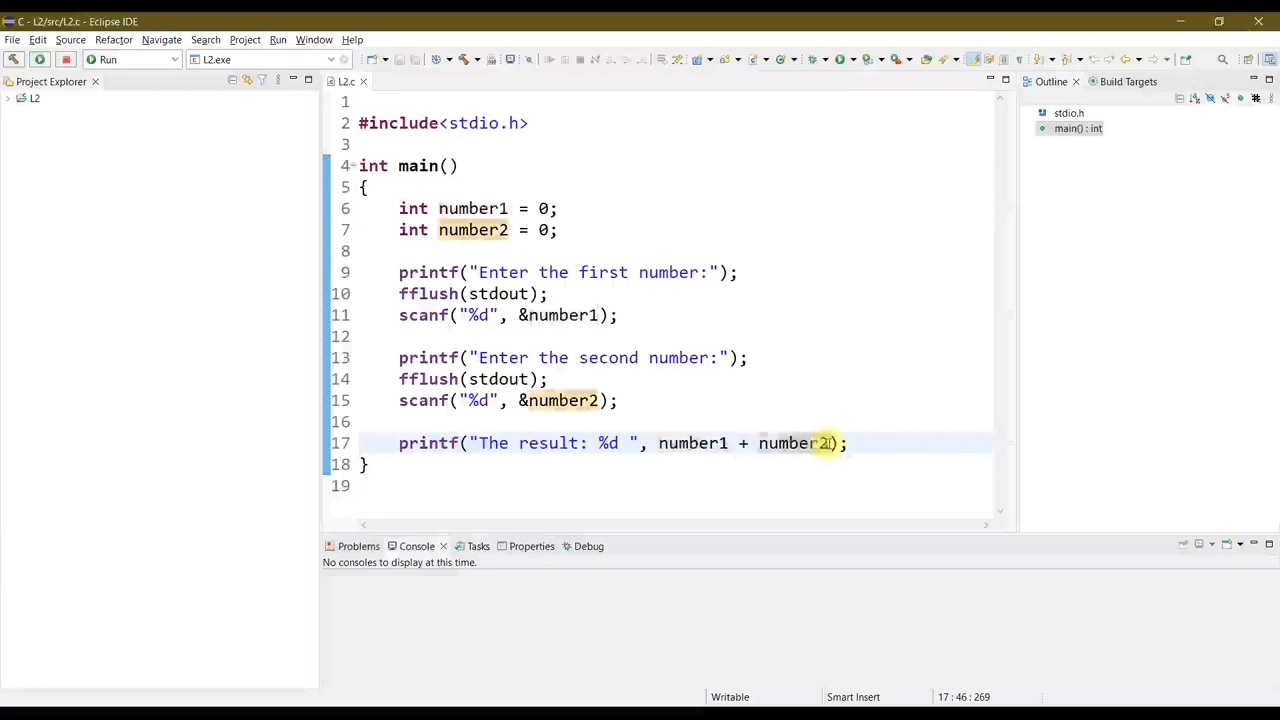 C - L2/src/L2.c - Eclipse IDE
File Edit Source Refactor Navigate Search Project Run Window Help
Run L2.exe
Project Explorer
L2
L2.c
1
2 #include<stdio.h>
3
4 int main()
5 {
6 int number1 = 0;
7 int number2 = 0;
8
9 printf("Enter the first number:");
10 fflush(stdout);
11 scanf("%d", &number1);
12
13 printf("Enter the second number:");
14 fflush(stdout);
15 scanf("%d", &number2);
16
17 printf("The result: %d ", number1 + number2);
18 }
19
Outline Build Targets
stdio.h
main() : int
Problems Console Tasks Properties Debug
No consoles to display at this time.
Writable Smart Insert 17 : 46 : 269